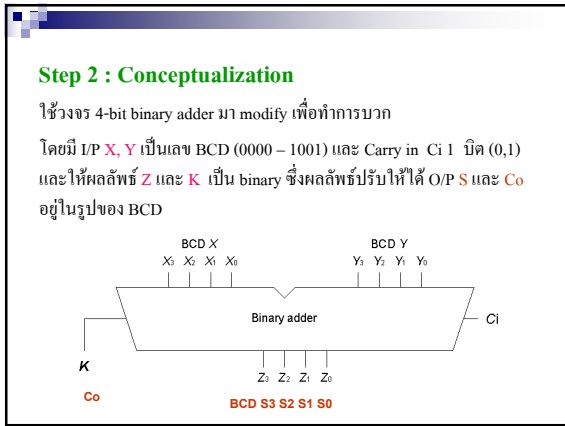 Step 2 : Conceptualization
ใช้วงจร 4-bit binary adder มา modify เพื่อทำการบวก
โดยมี I/P X, Y เป็นเลข BCD (0000 – 1001) และ Carry in Ci 1 บิต (0,1)
และให้ผลลัพธ์ Z และ K เป็น binary ซึ่งผลลัพธ์ปรับให้ได้ O/P S และ Co
อยู่ในรูปของ BCD
BCD X BCD Y
X3 X2 X1 X0 Y3 Y2 Y1 Y0
Binary adder Ci
K
Z3 Z2 Z1 Z0
Co
BCD S3 S2 S1 S0